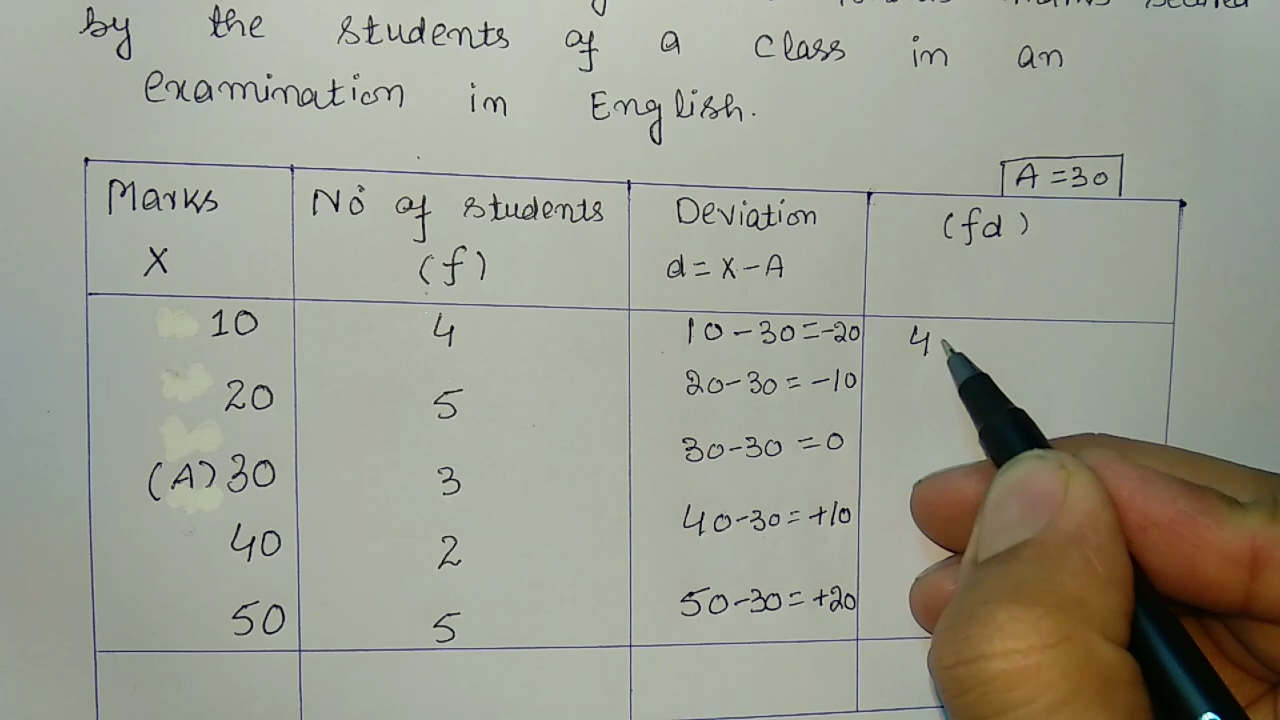 by the students of a class in an
examination in English.
A = 30
Marks X No of students (f) Deviation d = X - A (fd)
10 4 10 - 30 = -20 4
20 5 20 - 30 = -10
(A) 30 3 30 - 30 = 0
40 2 40 - 30 = +10
50 5 50 - 30 = +20